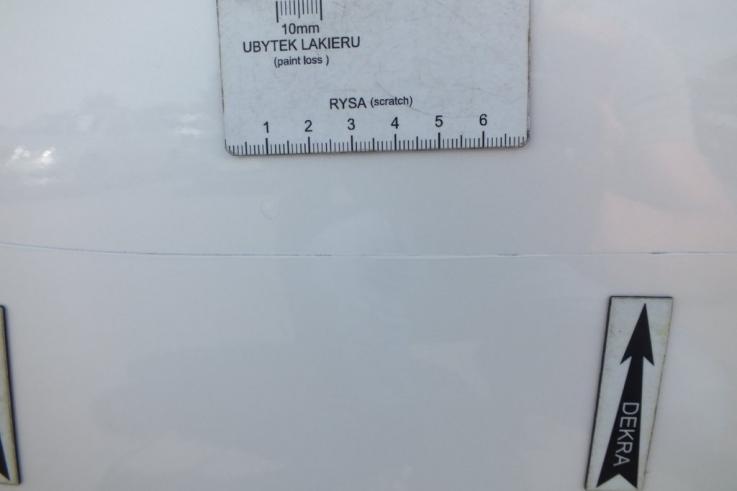 10mm
UBYTEK LAKIERU
(paint loss )
RYSA (scratch)
1 2 3 4 5 6
DEKRA